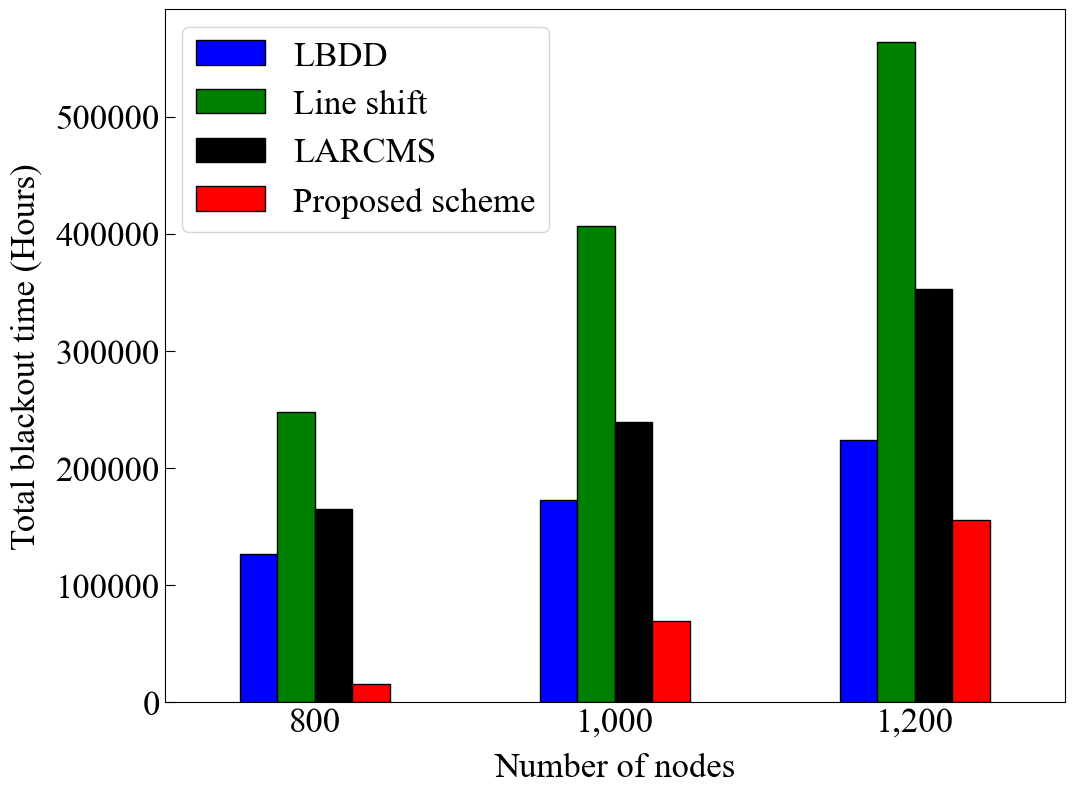 LBDD
Line shift
LARCMS
Proposed scheme
Total blackout time (Hours)
500000
400000
300000
200000
100000
0
800
1,000
1,200
Number of nodes